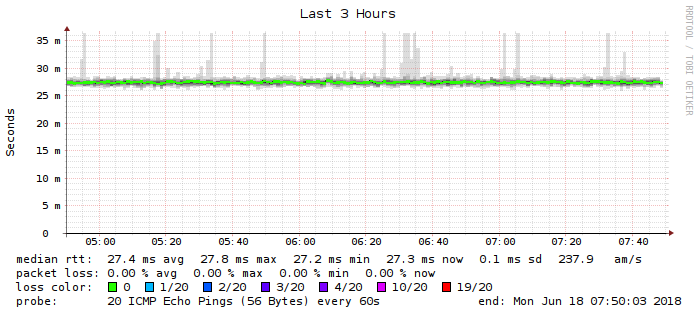 Last 3 Hours
RRDTOOL / TOBI OETIKER
Seconds
35 m
30 m
25 m
20 m
15 m
10 m
5 m
0
05:00 05:20 05:40 06:00 06:20 06:40 07:00 07:20 07:40
median rtt: 27.4 ms avg 27.8 ms max 27.2 ms min 27.3 ms now 0.1 ms sd 237.9 am/s
packet loss: 0.00 % avg 0.00 % max 0.00 % min 0.00 % now
loss color: 0 1/20 2/20 3/20 4/20 10/20 19/20
probe: 20 ICMP Echo Pings (56 Bytes) every 60s end: Mon Jun 18 07:50:03 2018